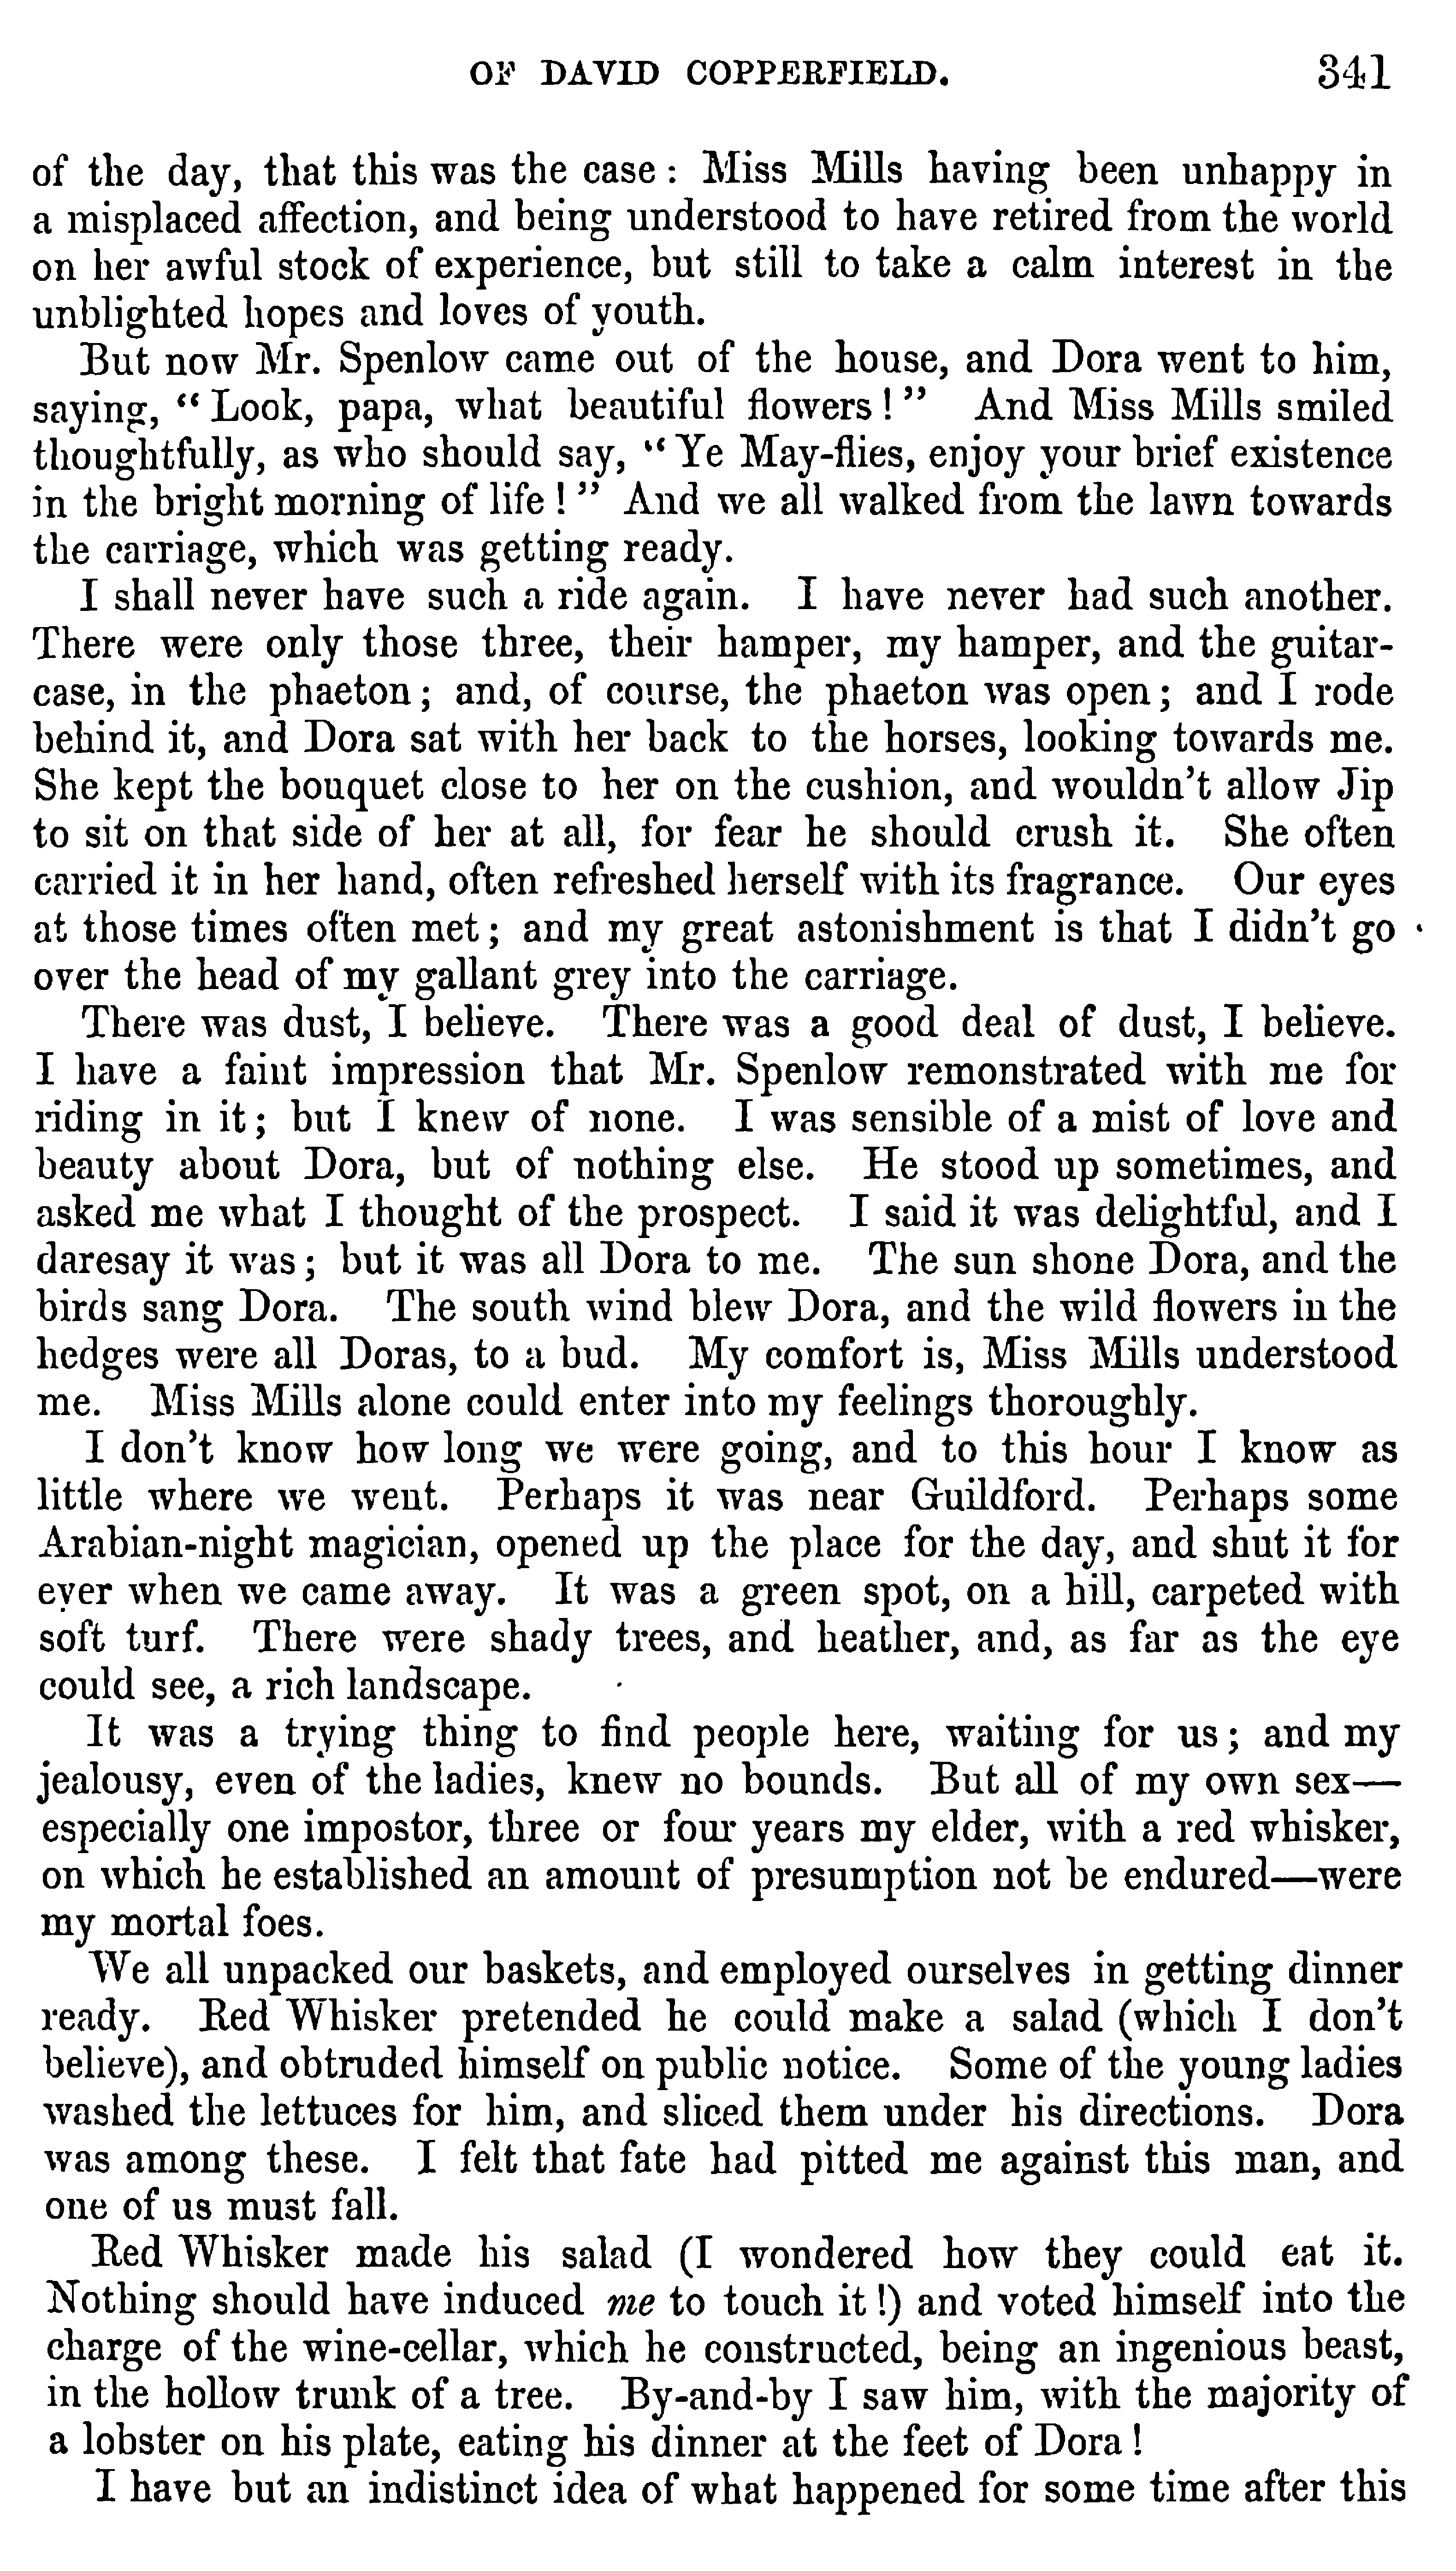 OF DAVID COPPERFIELD. 341
of the day, that this was the case: Miss Mills having been unhappy in
a misplaced affection, and being understood to have retired from the world
on her awful stock of experience, but still to take a calm interest in the
unblighted hopes and loves of youth.
But now Mr. Spenlow came out of the house, and Dora went to him,
saying, “Look, papa, what beautiful flowers!” And Miss Mills smiled
thoughtfully, as who should say, “Ye May-flies, enjoy your brief existence
in the bright morning of life!” And we all walked from the lawn towards
the carriage, which was getting ready.
I shall never have such a ride again. I have never had such another.
There were only those three, their hamper, my hamper, and the guitar-
case, in the phaeton; and, of course, the phaeton was open; and I rode
behind it, and Dora sat with her back to the horses, looking towards me.
She kept the bouquet close to her on the cushion, and wouldn’t allow Jip
to sit on that side of her at all, for fear he should crush it. She often
carried it in her hand, often refreshed herself with its fragrance. Our eyes
at those times often met; and my great astonishment is that I didn’t go
over the head of my gallant grey into the carriage.
There was dust, I believe. There was a good deal of dust, I believe.
I have a faint impression that Mr. Spenlow remonstrated with me for
riding in it; but I knew of none. I was sensible of a mist of love and
beauty about Dora, but of nothing else. He stood up sometimes, and
asked me what I thought of the prospect. I said it was delightful, and I
daresay it was; but it was all Dora to me. The sun shone Dora, and the
birds sang Dora. The south wind blew Dora, and the wild flowers in the
hedges were all Doras, to a bud. My comfort is, Miss Mills understood
me. Miss Mills alone could enter into my feelings thoroughly.
I don’t know how long we were going, and to this hour I know as
little where we went. Perhaps it was near Guildford. Perhaps some
Arabian-night magician, opened up the place for the day, and shut it for
ever when we came away. It was a green spot, on a hill, carpeted with
soft turf. There were shady trees, and heather, and, as far as the eye
could see, a rich landscape.
It was a trying thing to find people here, waiting for us; and my
jealousy, even of the ladies, knew no bounds. But all of my own sex—
especially one impostor, three or four years my elder, with a red whisker,
on which he established an amount of presumption not be endured—were
my mortal foes.
We all unpacked our baskets, and employed ourselves in getting dinner
ready. Red Whisker pretended he could make a salad (which I don’t
believe), and obtruded himself on public notice. Some of the young ladies
washed the lettuces for him, and sliced them under his directions. Dora
was among these. I felt that fate had pitted me against this man, and
one of us must fall.
Red Whisker made his salad (I wondered how they could eat it.
Nothing should have induced me to touch it!) and voted himself into the
charge of the wine-cellar, which he constructed, being an ingenious beast,
in the hollow trunk of a tree. By-and-by I saw him, with the majority of
a lobster on his plate, eating his dinner at the feet of Dora!
I have but an indistinct idea of what happened for some time after this